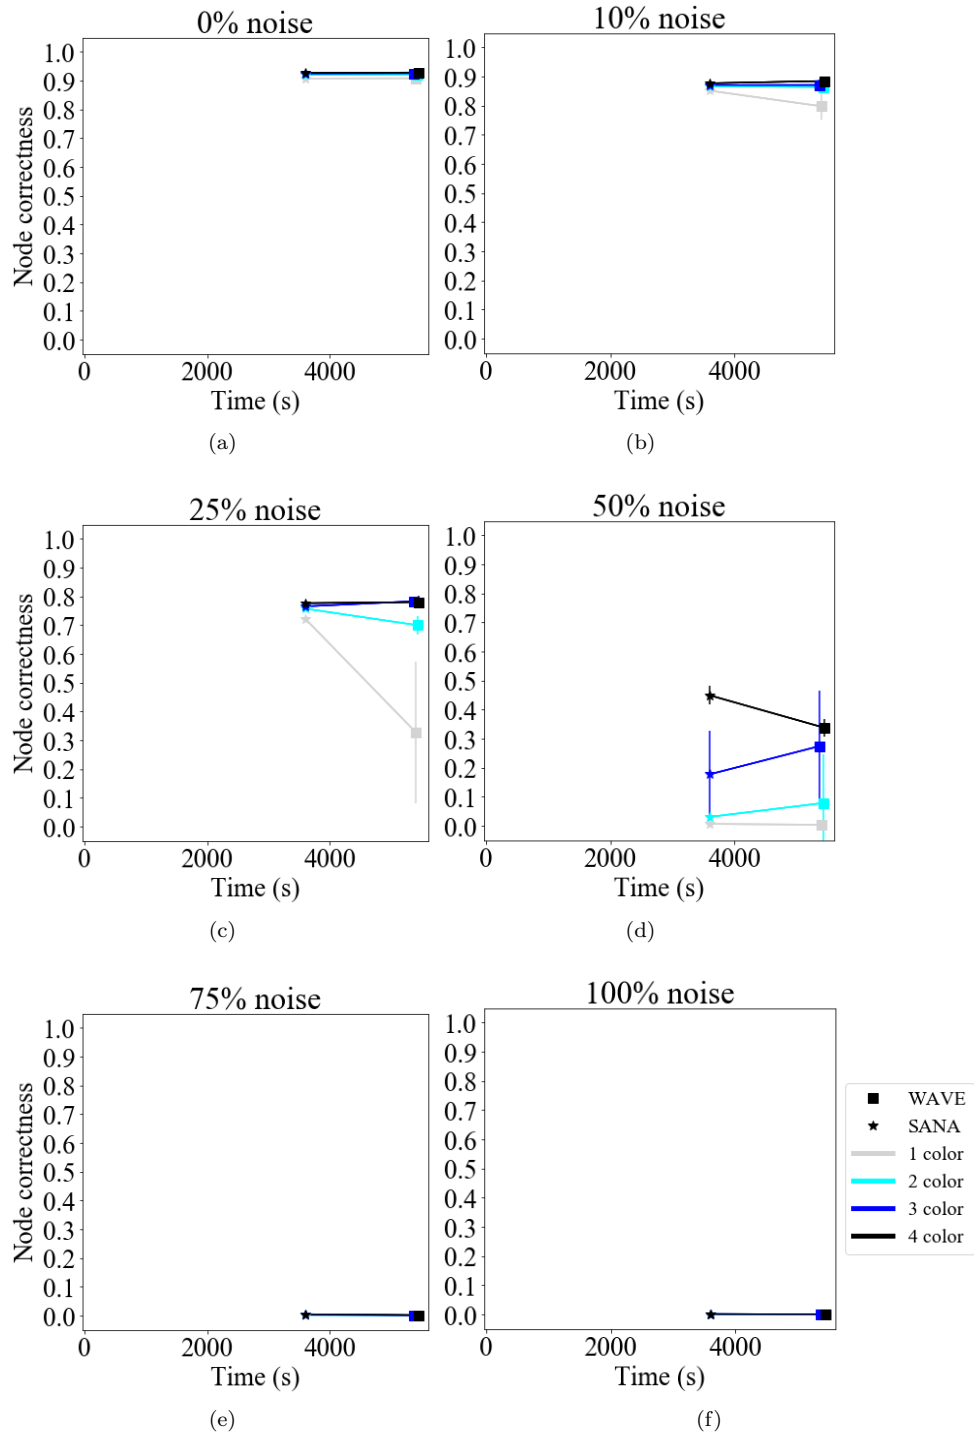 0% noise
10% noise
Node correctness
1.0
0.9
0.8
0.7
0.6
0.5
0.4
0.3
0.2
0.1
0.0
0 2000 4000
Time (s)
(a)
1.0
0.9
0.8
0.7
0.6
0.5
0.4
0.3
0.2
0.1
0.0
0 2000 4000
Time (s)
(b)
25% noise
50% noise
Node correctness
1.0
0.9
0.8
0.7
0.6
0.5
0.4
0.3
0.2
0.1
0.0
0 2000 4000
Time (s)
(c)
1.0
0.9
0.8
0.7
0.6
0.5
0.4
0.3
0.2
0.1
0.0
0 2000 4000
Time (s)
(d)
75% noise
100% noise
Node correctness
1.0
0.9
0.8
0.7
0.6
0.5
0.4
0.3
0.2
0.1
0.0
0 2000 4000
Time (s)
(e)
1.0
0.9
0.8
0.7
0.6
0.5
0.4
0.3
0.2
0.1
0.0
0 2000 4000
Time (s)
(f)
WAVE
SANA
1 color
2 color
3 color
4 color